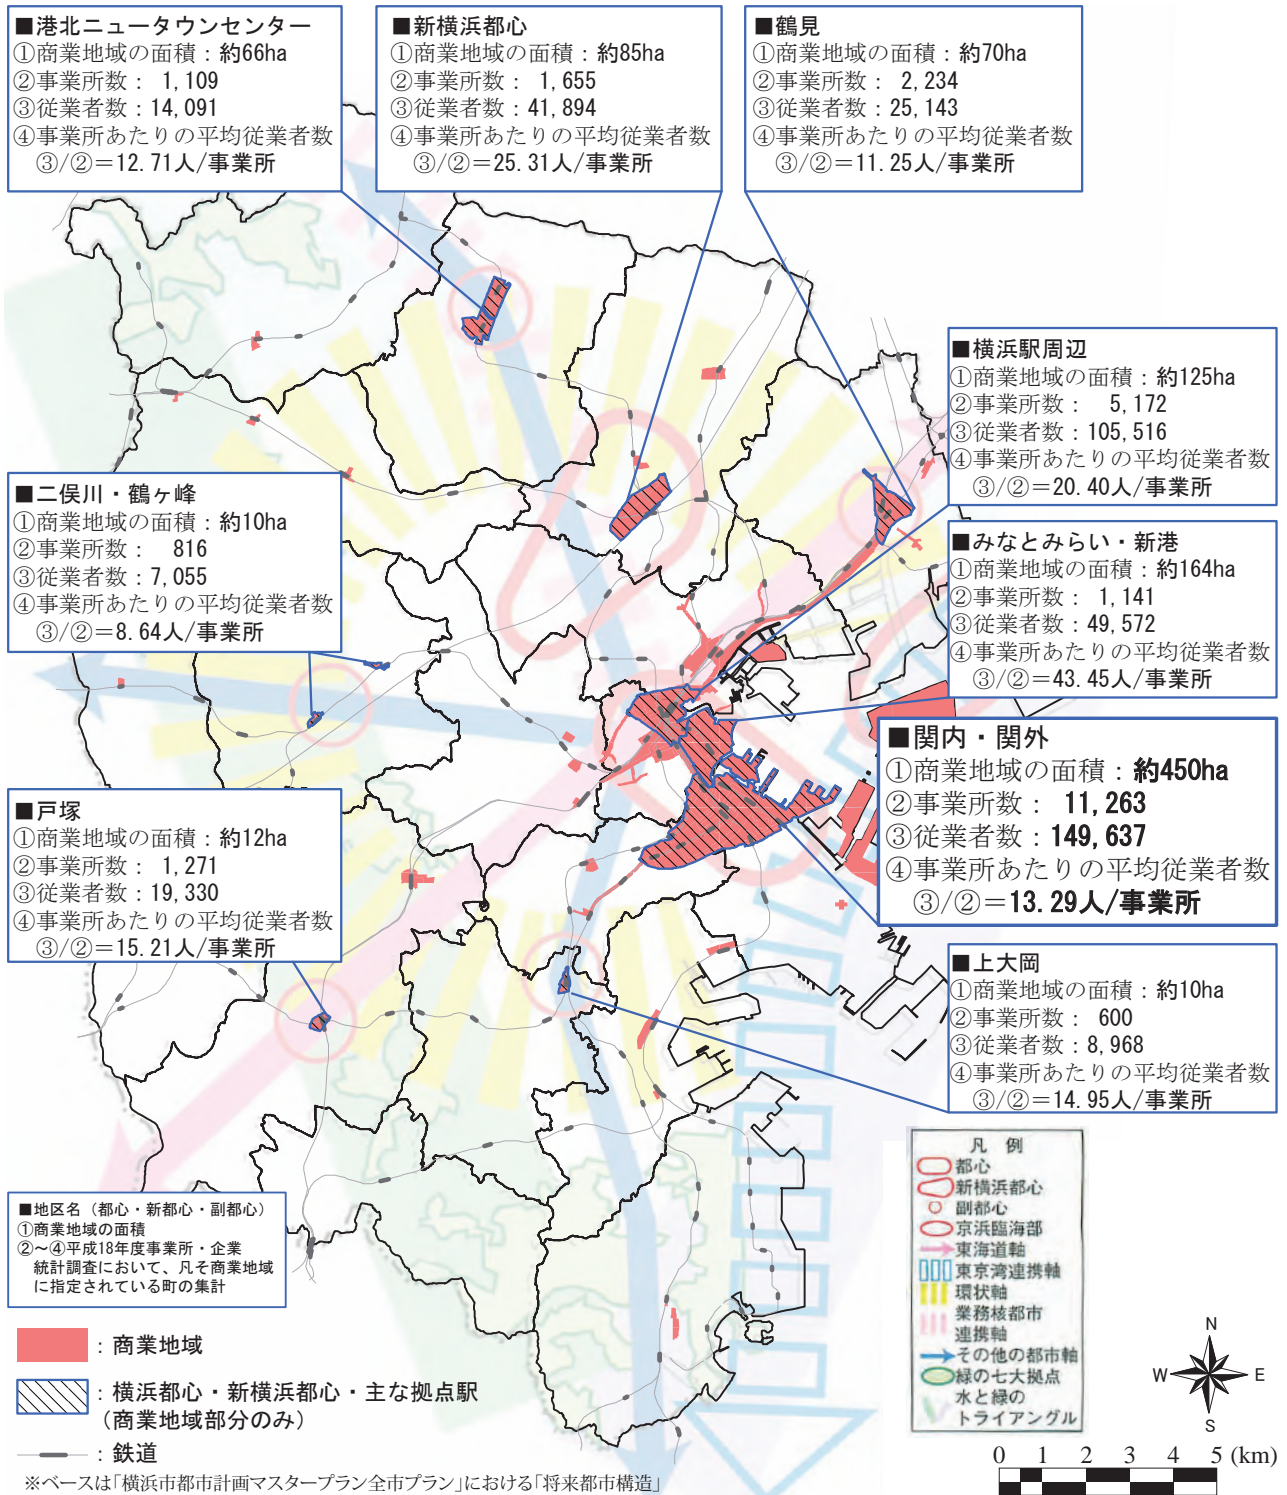 ■港北ニュータウンセンター
①商業地域の面積：約66ha
②事業所数： 1,109
③従業者数：14,091
④事業所あたりの平均従業者数
③/②＝12.71人/事業所
■新横浜都心
①商業地域の面積：約85ha
②事業所数： 1,655
③従業者数：41,894
④事業所あたりの平均従業者数
③/②＝25.31人/事業所
■鶴見
①商業地域の面積：約70ha
②事業所数： 2,234
③従業者数：25,143
④事業所あたりの平均従業者数
③/②＝11.25人/事業所
■横浜駅周辺
①商業地域の面積：約125ha
②事業所数： 5,172
③従業者数：105,516
④事業所あたりの平均従業者数
③/②＝20.40人/事業所
■二俣川・鶴ヶ峰
①商業地域の面積：約10ha
②事業所数： 816
③従業者数：7,055
④事業所あたりの平均従業者数
③/②＝8.64人/事業所
■みなとみらい・新港
①商業地域の面積：約164ha
②事業所数： 1,141
③従業者数：49,572
④事業所あたりの平均従業者数
③/②＝43.45人/事業所
■関内・関外
①商業地域の面積：約450ha
②事業所数： 11,263
③従業者数：149,637
④事業所あたりの平均従業者数
③/②＝13.29人/事業所
■戸塚
①商業地域の面積：約12ha
②事業所数： 1,271
③従業者数：19,330
④事業所あたりの平均従業者数
③/②＝15.21人/事業所
■上大岡
①商業地域の面積：約10ha
②事業所数： 600
③従業者数：8,968
④事業所あたりの平均従業者数
③/②＝14.95人/事業所
■地区名（都心・新都心・副都心）
①商業地域の面積
②～④平成18年度事業所・企業
統計調査において、凡そ商業地域
に指定されている町の集計
凡 例
都心
新横浜都心
副都心
京浜臨海部
東海道軸
東京湾連携軸
環状軸
業務核都市
連携軸
その他の都市軸
緑の七大拠点
水と緑の
トライアングル
：商業地域
：横浜都心・新横浜都心・主な拠点駅
（商業地域部分のみ）
：鉄道
※ベースは「横浜市都市計画マスタープラン全市プラン」における「将来都市構造」
N
W E
S
0 1 2 3 4 5 (km)